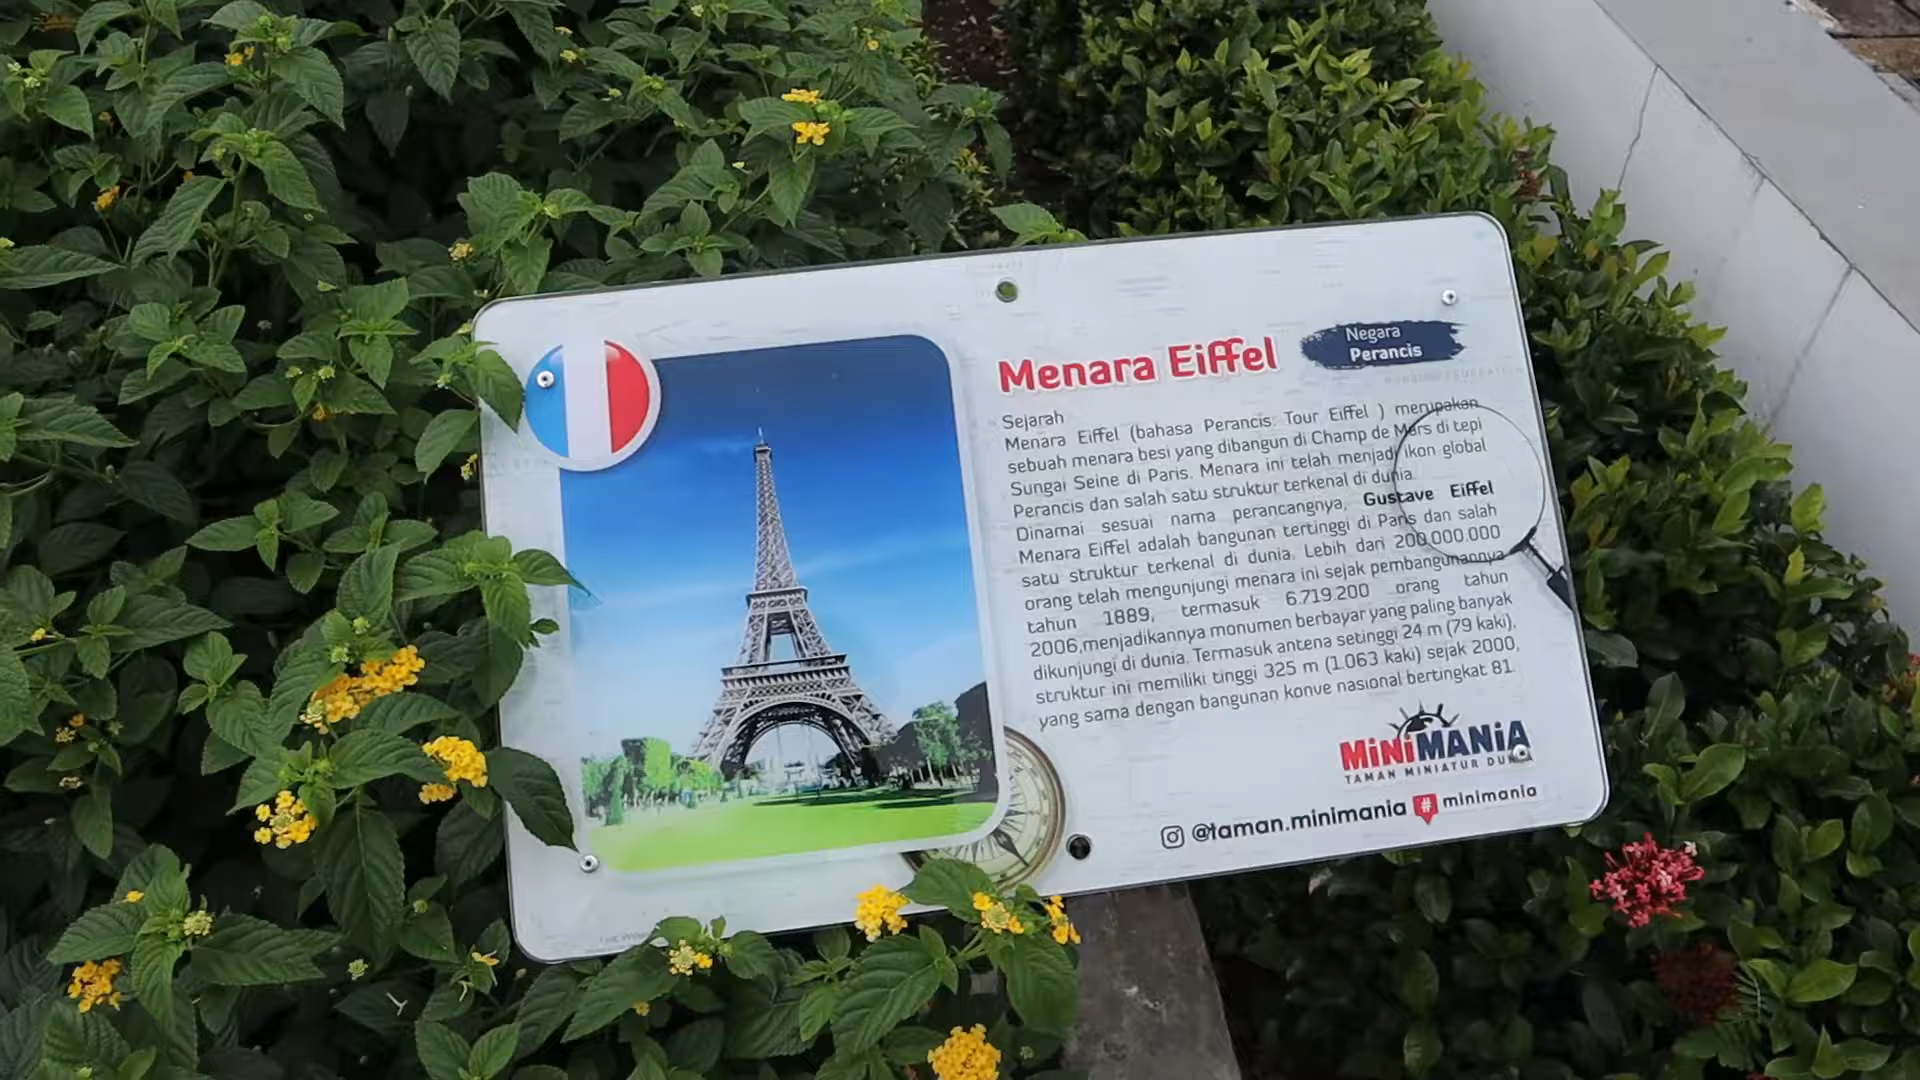 Menara Eiffel
Negara
Perancis
Sejarah
Menara Eiffel (bahasa Perancis: Tour Eiffel ) merupakan
sebuah menara besi yang dibangun di Champ de Mars di tepi
Sungai Seine di Paris. Menara ini telah menjadi ikon global
Perancis dan salah satu struktur terkenal di dunia.
Dinamai sesuai nama perancangnya, Gustave Eiffel
Menara Eiffel adalah bangunan tertinggi di Paris dan salah
satu struktur terkenal di dunia. Lebih dari 200.000.000
orang telah mengunjungi menara ini sejak pembangunannya
tahun 1889, termasuk 6.719.200 orang tahun
2006,menjadikannya monumen berbayar yang paling banyak
dikunjungi di dunia. Termasuk antena setinggi 24 m (79 kaki),
struktur ini memiliki tinggi 325 m (1.063 kaki) sejak 2000,
yang sama dengan bangunan konve nasional bertingkat 81.
MiNiMANiA
TAMAN MINIATUR
@taman.minimania # minimania